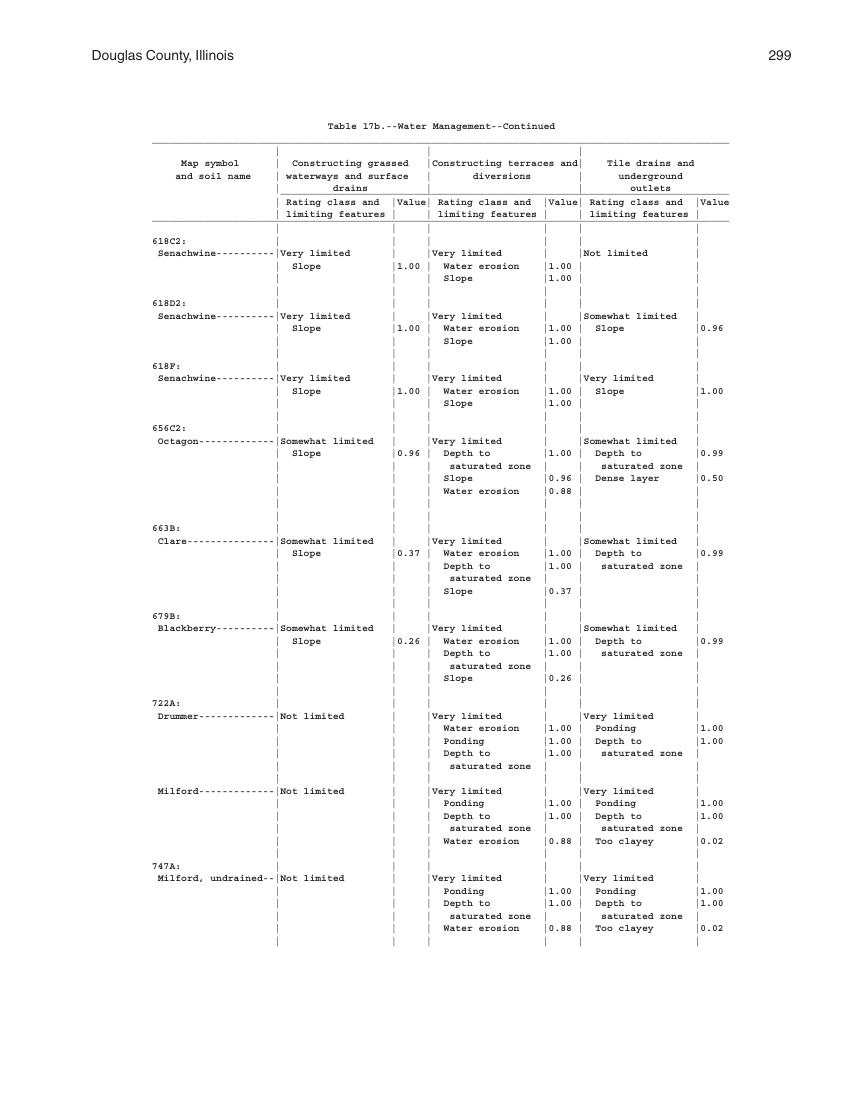 Douglas County, Illinois 299
Table 17b.--Water Management--Continued
Map symbol | Constructing grassed |Constructing terraces and| Tile drains and
and soil name | waterways and surface | diversions | underground
| drains | | outlets
| Rating class and |Value| Rating class and |Value| Rating class and |Value
| limiting features | | limiting features | | limiting features |
618C2:
Senachwine----------|Very limited | |Very limited | |Not limited |
| Slope |1.00 | Water erosion |1.00 | |
| | | Slope |1.00 | |
618D2:
Senachwine----------|Very limited | |Very limited | |Somewhat limited |
| Slope |1.00 | Water erosion |1.00 | Slope |0.96
| | | Slope |1.00 | |
618F:
Senachwine----------|Very limited | |Very limited | |Very limited |
| Slope |1.00 | Water erosion |1.00 | Slope |1.00
| | | Slope |1.00 | |
656C2:
Octagon-------------|Somewhat limited | |Very limited | |Somewhat limited |
| Slope |0.96 | Depth to |1.00 | Depth to |0.99
| | | saturated zone | | saturated zone |
| | | Slope |0.96 | Dense layer |0.50
| | | Water erosion |0.88 | |
663B:
Clare---------------|Somewhat limited | |Very limited | |Somewhat limited |
| Slope |0.37 | Water erosion |1.00 | Depth to |0.99
| | | Depth to |1.00 | saturated zone |
| | | saturated zone | | |
| | | Slope |0.37 | |
679B:
Blackberry----------|Somewhat limited | |Very limited | |Somewhat limited |
| Slope |0.26 | Water erosion |1.00 | Depth to |0.99
| | | Depth to |1.00 | saturated zone |
| | | saturated zone | | |
| | | Slope |0.26 | |
722A:
Drummer-------------|Not limited | |Very limited | |Very limited |
| | | Water erosion |1.00 | Ponding |1.00
| | | Ponding |1.00 | Depth to |1.00
| | | Depth to |1.00 | saturated zone |
| | | saturated zone | | |
Milford-------------|Not limited | |Very limited | |Very limited |
| | | Ponding |1.00 | Ponding |1.00
| | | Depth to |1.00 | Depth to |1.00
| | | saturated zone | | saturated zone |
| | | Water erosion |0.88 | Too clayey |0.02
747A:
Milford, undrained--|Not limited | |Very limited | |Very limited |
| | | Ponding |1.00 | Ponding |1.00
| | | Depth to |1.00 | Depth to |1.00
| | | saturated zone | | saturated zone |
| | | Water erosion |0.88 | Too clayey |0.02